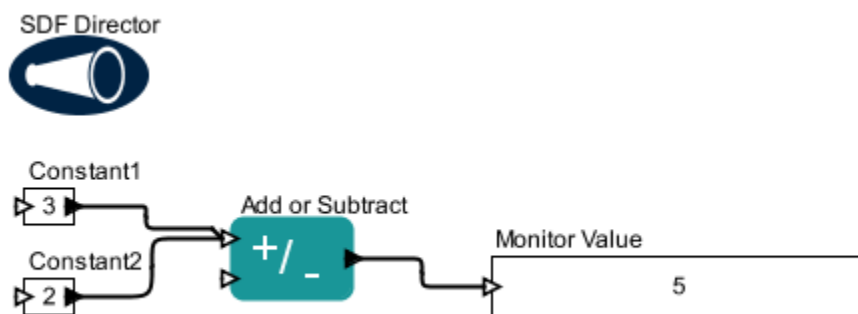 SDF Director
Constant1
3
Add or Subtract
+/-
Constant2
2
Monitor Value
5